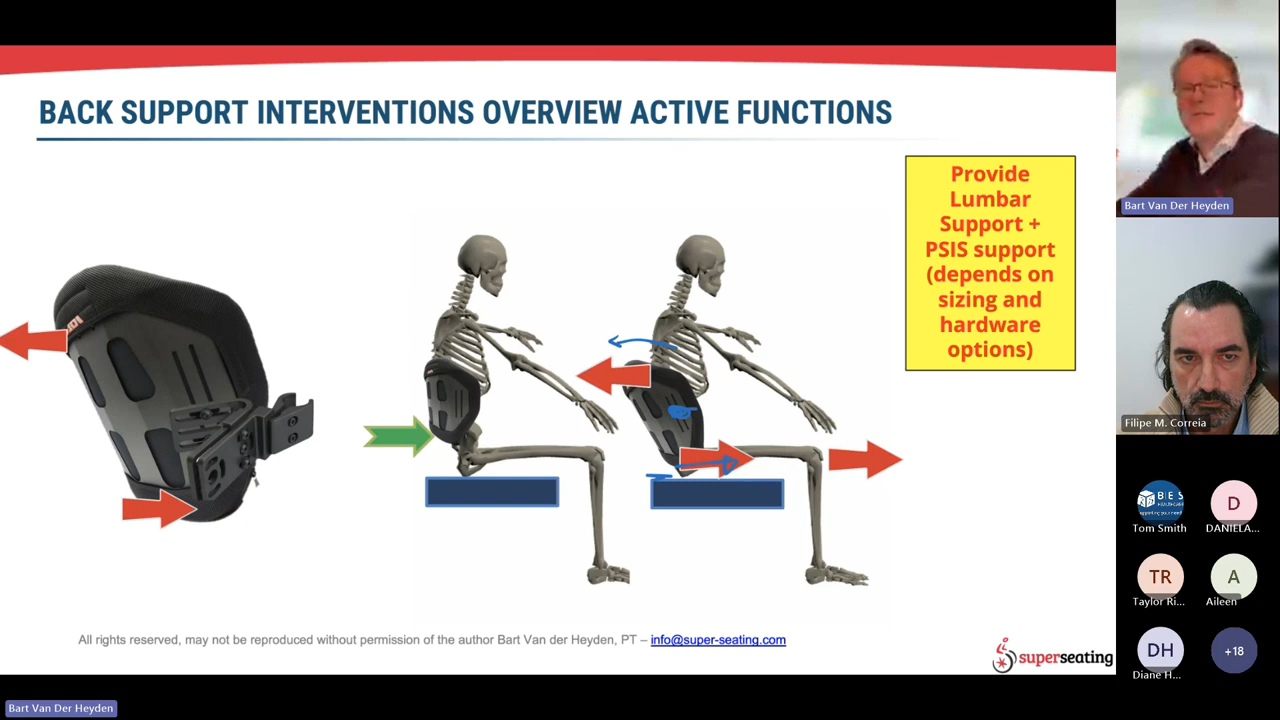 BACK SUPPORT INTERVENTIONS OVERVIEW ACTIVE FUNCTIONS
Provide
Lumbar
Support +
PSIS support
(depends on
sizing and
hardware
options)
All rights reserved, may not be reproduced without permission of the author Bart Van der Heyden, PT – info@super-seating.com
superseating
Bart Van Der Heyden
Bart Van Der Heyden
Filipe M. Correia
BES
Tom Smith
D
DANIELA...
TR
Taylor Ri...
A
Aileen
DH
Diane H...
+18